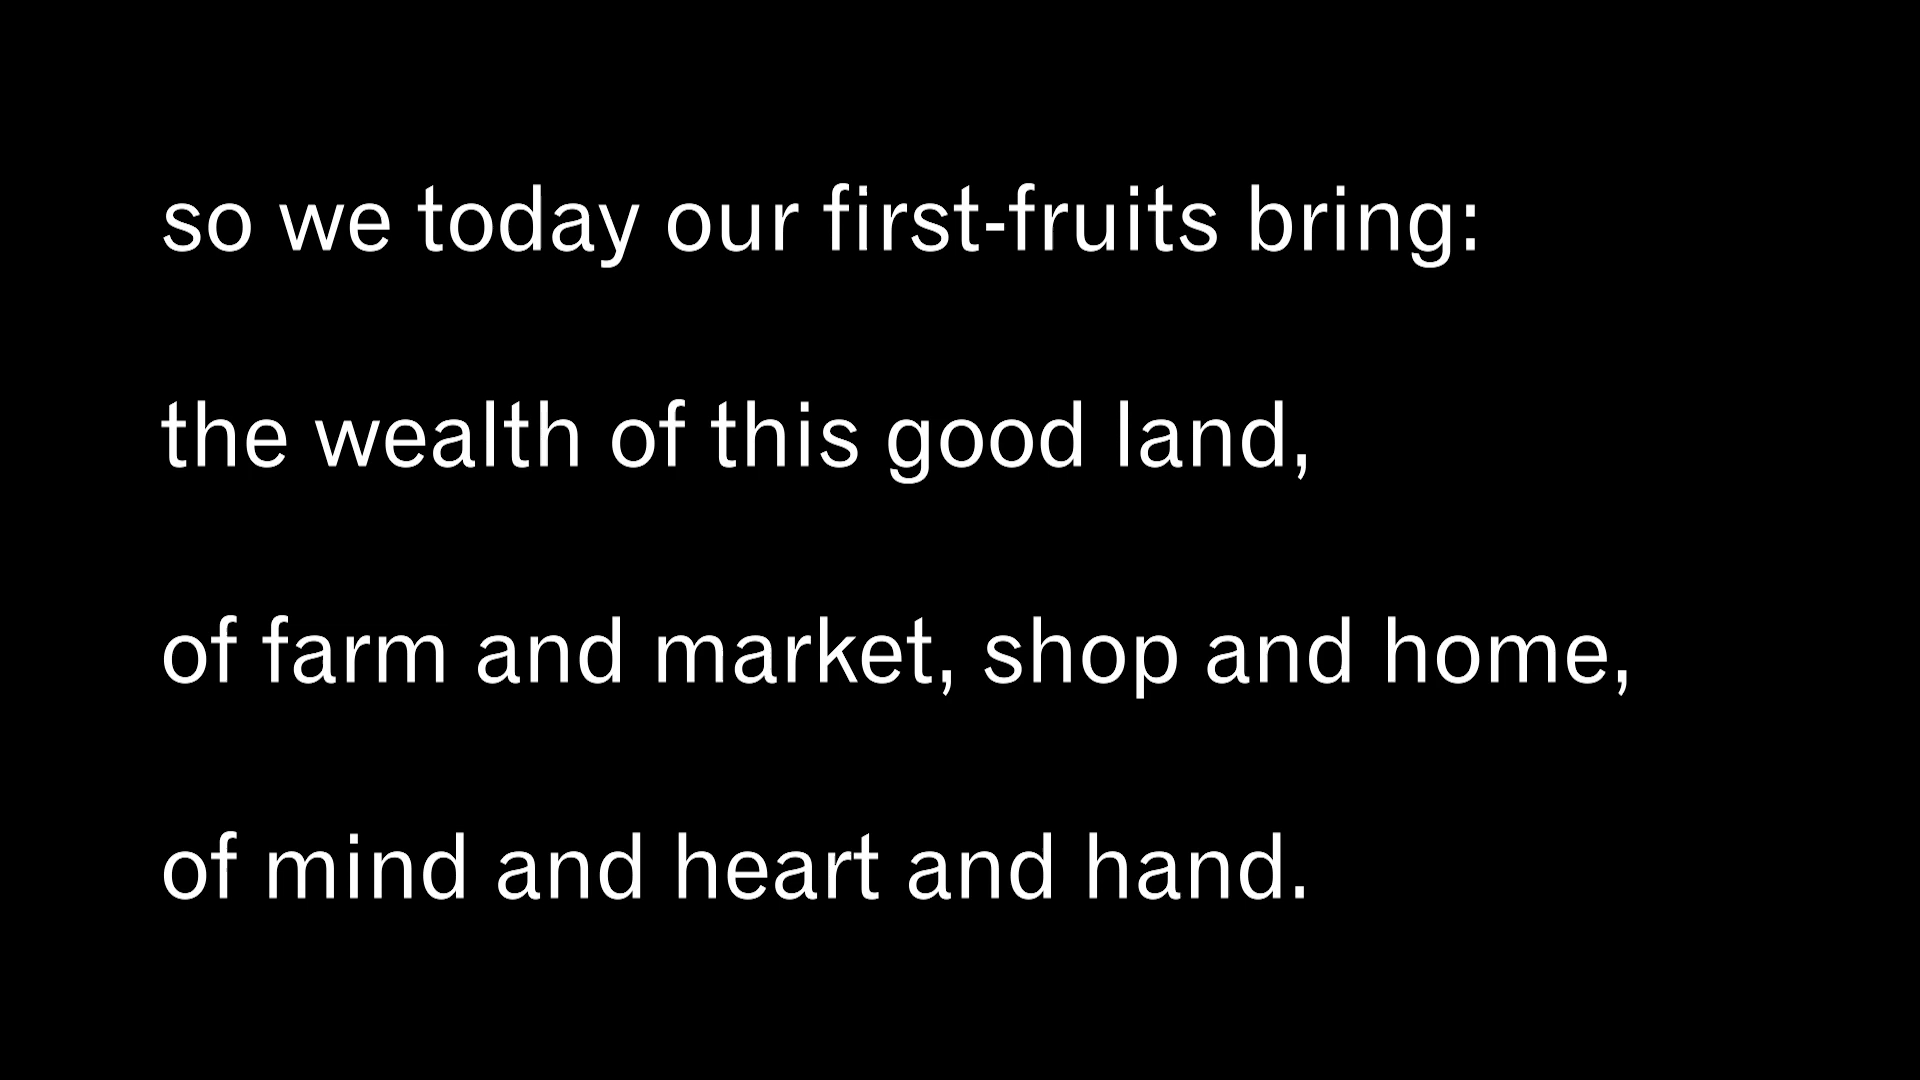 so we today our first-fruits bring:
the wealth of this good land,
of farm and market, shop and home,
of mind and heart and hand.